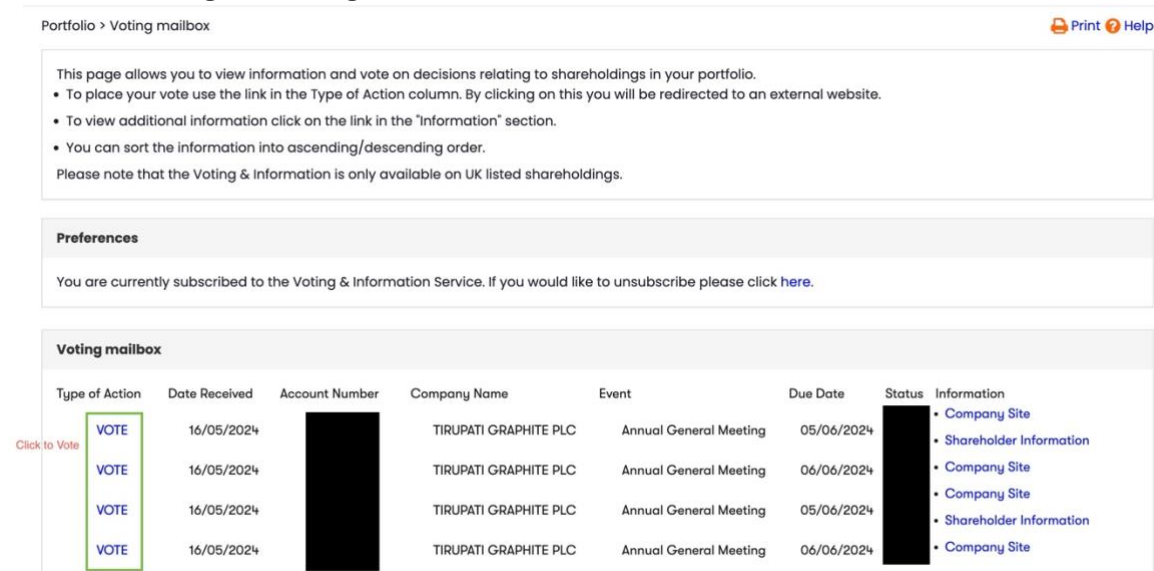 Portfolio > Voting mailbox Print Help
This page allows you to view information and vote on decisions relating to shareholdings in your portfolio.
• To place your vote use the link in the Type of Action column. By clicking on this you will be redirected to an external website.
• To view additional information click on the link in the "Information" section.
• You can sort the information into ascending/descending order.
Please note that the Voting & Information is only available on UK listed shareholdings.
Preferences
You are currently subscribed to the Voting & Information Service. If you would like to unsubscribe please click here.
Voting mailbox
Type of Action Date Received Account Number Company Name Event Due Date Status Information
• Company Site
Click to Vote VOTE 16/05/2024 TIRUPATI GRAPHITE PLC Annual General Meeting 05/06/2024
• Shareholder Information
VOTE 16/05/2024 TIRUPATI GRAPHITE PLC Annual General Meeting 06/06/2024 • Company Site
• Company Site
VOTE 16/05/2024 TIRUPATI GRAPHITE PLC Annual General Meeting 05/06/2024
• Shareholder Information
VOTE 16/05/2024 TIRUPATI GRAPHITE PLC Annual General Meeting 06/06/2024 • Company Site